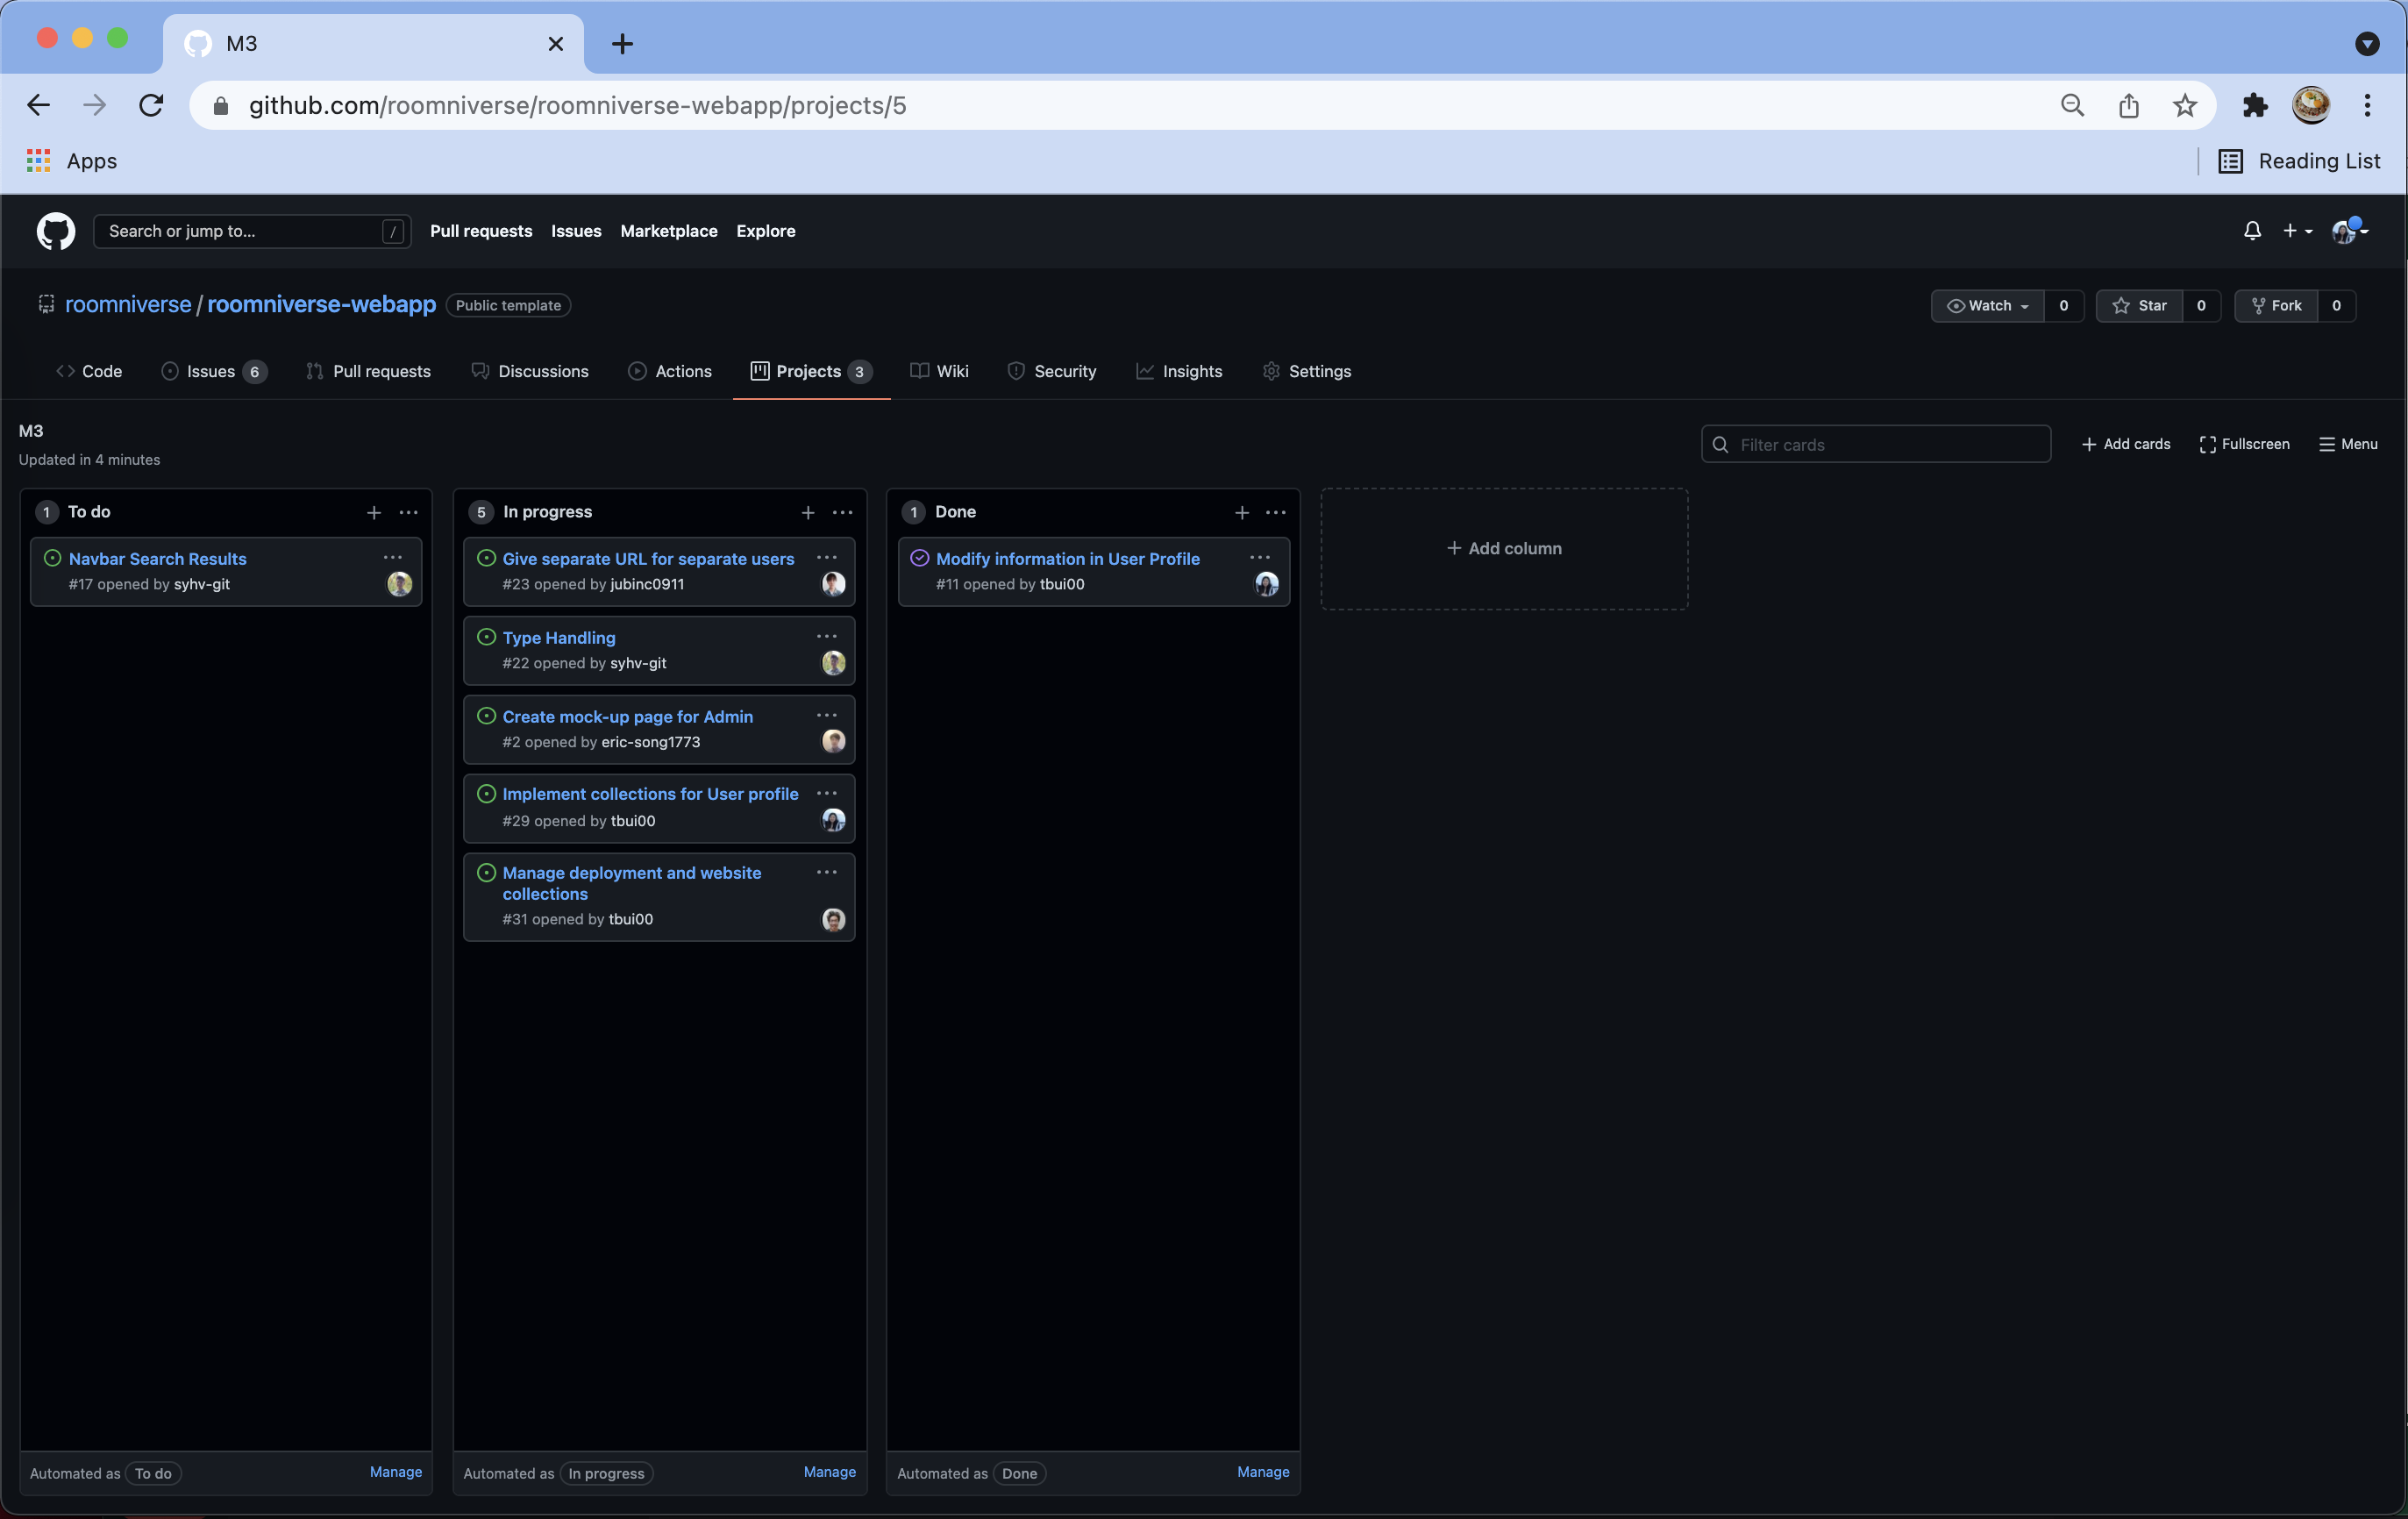 M3
github.com/roomniverse/roomniverse-webapp/projects/5
Apps
Reading List
Search or jump to... /
Pull requests Issues Marketplace Explore
roomniverse / roomniverse-webapp Public template
Watch 0 Star 0 Fork 0
Code Issues 6 Pull requests Discussions Actions Projects 3 Wiki Security Insights Settings
M3
Updated in 4 minutes
Filter cards
Add cards Fullscreen Menu
1 To do
Navbar Search Results
#17 opened by syhv-git
Automated as To do Manage
5 In progress
Give separate URL for separate users
#23 opened by jubinc0911
Type Handling
#22 opened by syhv-git
Create mock-up page for Admin
#2 opened by eric-song1773
Implement collections for User profile
#29 opened by tbui00
Manage deployment and website
collections
#31 opened by tbui00
Automated as In progress Manage
1 Done
Modify information in User Profile
#11 opened by tbui00
Automated as Done Manage
Add column